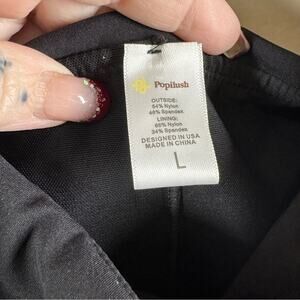 Popilush
OUTSIDE:
54% Nylon
46% Spandex
LINING:
66% Nylon
34% Spandex
DESIGNED IN USA
MADE IN CHINA
L